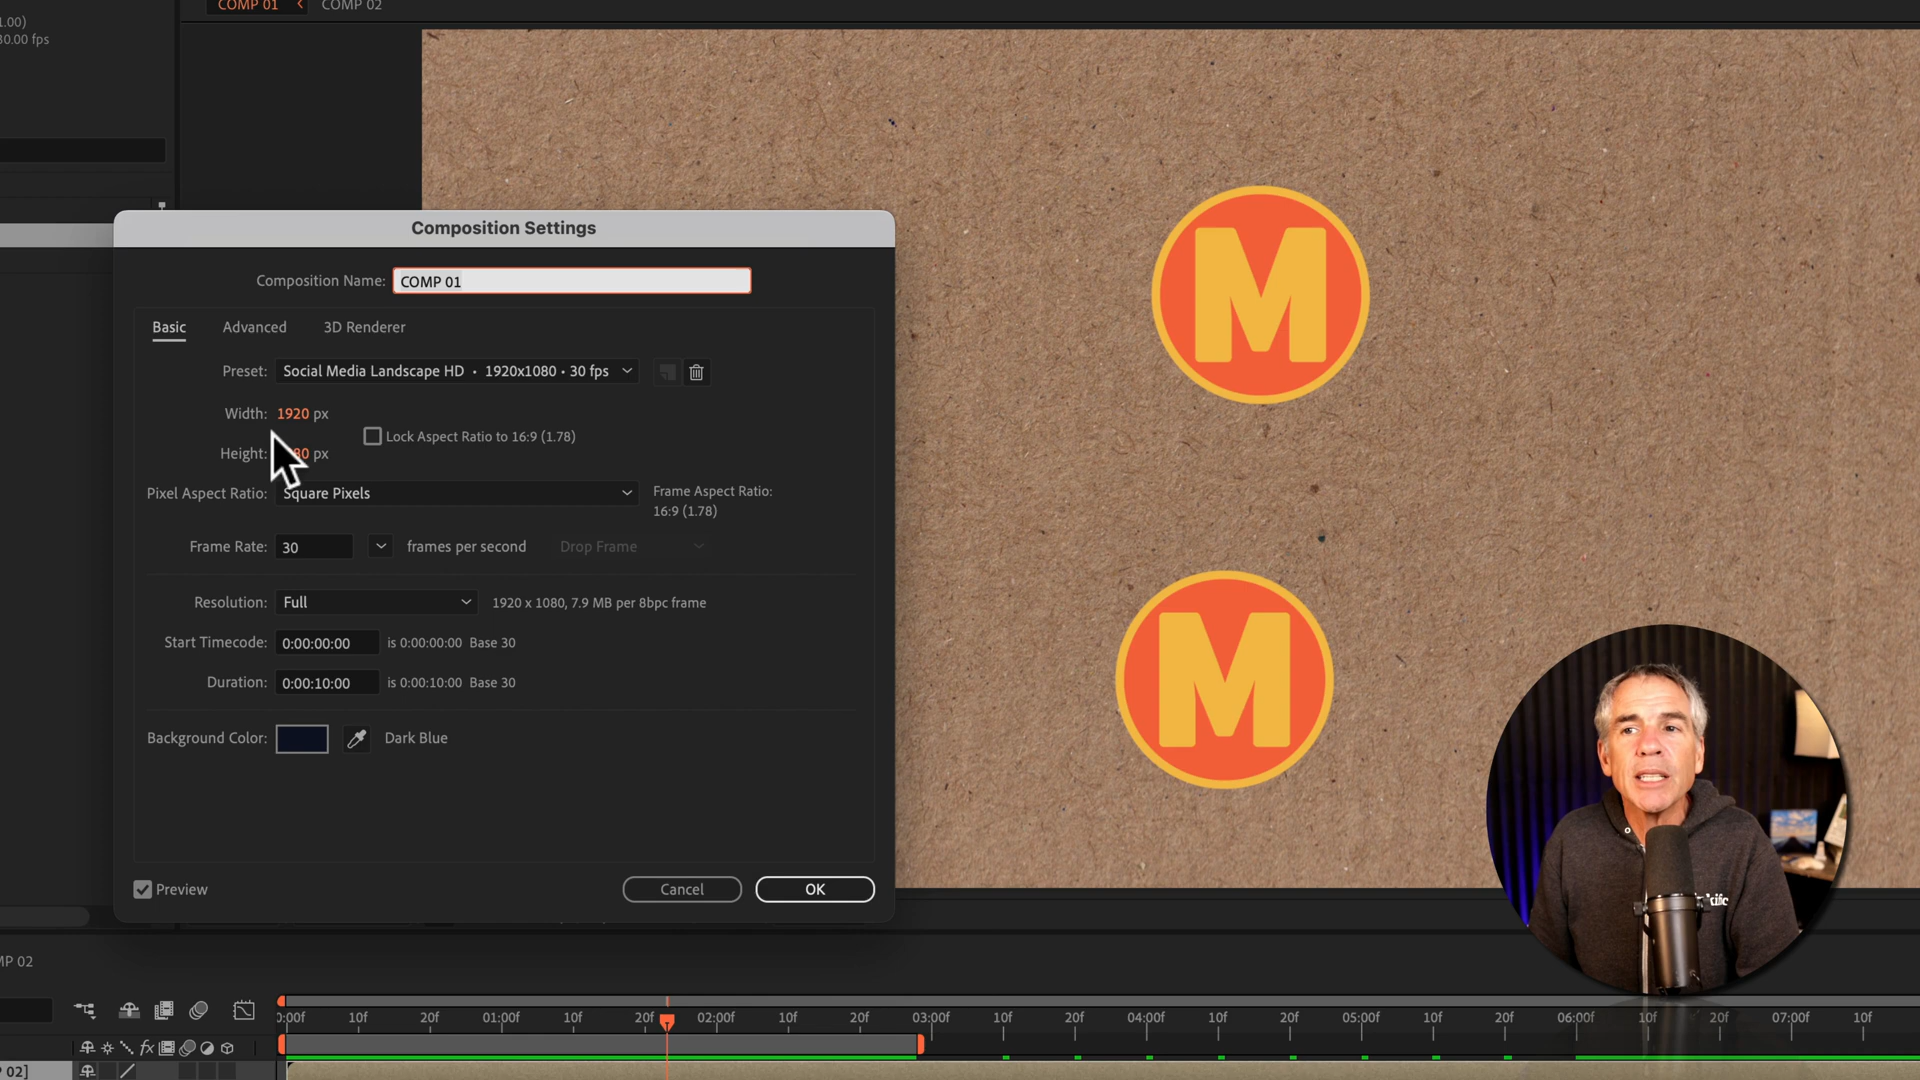 COMP 01 COMP 02
1.00)
30.00 fps
Composition Settings
Composition Name: COMP 01
Basic Advanced 3D Renderer
Preset: Social Media Landscape HD • 1920x1080 • 30 fps
Width: 1920 px
Lock Aspect Ratio to 16:9 (1.78)
Height: 80 px
Pixel Aspect Ratio: Square Pixels
Frame Aspect Ratio:
16:9 (1.78)
Frame Rate: 30 frames per second Drop Frame
Resolution: Full 1920 x 1080, 7.9 MB per 8bpc frame
Start Timecode: 0:00:00:00 is 0:00:00:00 Base 30
Duration: 0:00:10:00 is 0:00:10:00 Base 30
Background Color: Dark Blue
Preview Cancel OK
M
M
MP 02
0:00f 10f 20f 01:00f 10f 20f 02:00f 10f 20f 03:00f 10f 20f 04:00f 10f 20f 05:00f 10f 20f 06:00f 10f 20f 07:00f 10f
fx
P 02]